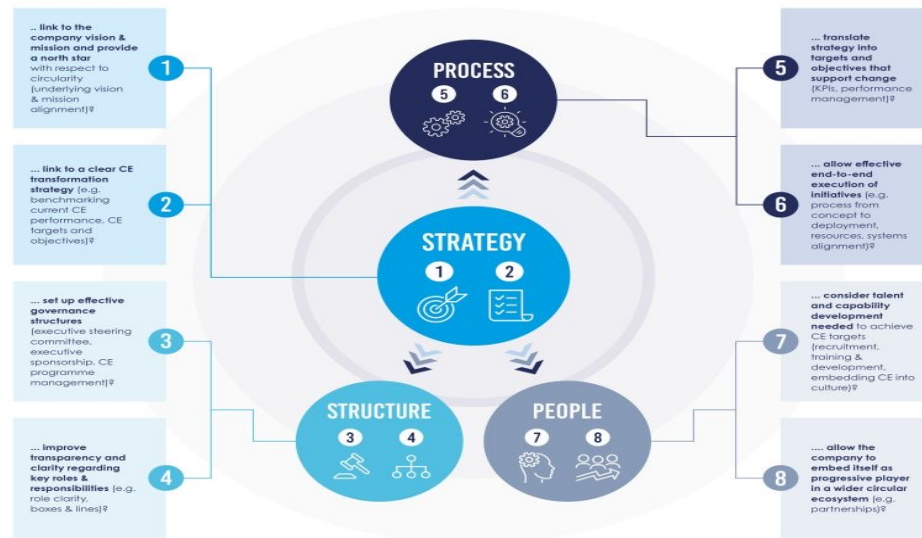 .. link to the
company vision &
mission and provide
a north star
with respect to
circularity
(underlying vision
& mission
alignment)?
1
... link to a clear CE
transformation
strategy (e.g.
benchmarking
current CE
performance, CE
targets and
objectives)?
2
... set up effective
governance
structures
(executive steering
committee,
executive
sponsorship, CE
programme
management)?
3
... improve
transparency and
clarity regarding
key roles &
responsibilities (e.g.
role clarity,
boxes & lines)?
4
PROCESS
5 6
STRATEGY
1 2
STRUCTURE
3 4
PEOPLE
7 8
5
... translate
strategy into
targets and
objectives that
support change
(KPIs, performance
management)?
6
... allow effective
end-to-end
execution of
initiatives (e.g.
process from
concept to
deployment,
resources, systems
alignment)?
7
... consider talent
and capability
development
needed to achieve
CE targets
(recruitment,
training &
development,
embedding CE into
culture)?
8
.... allow the
company to
embed itself as
progressive player
in a wider circular
ecosystem (e.g.
partnerships)?